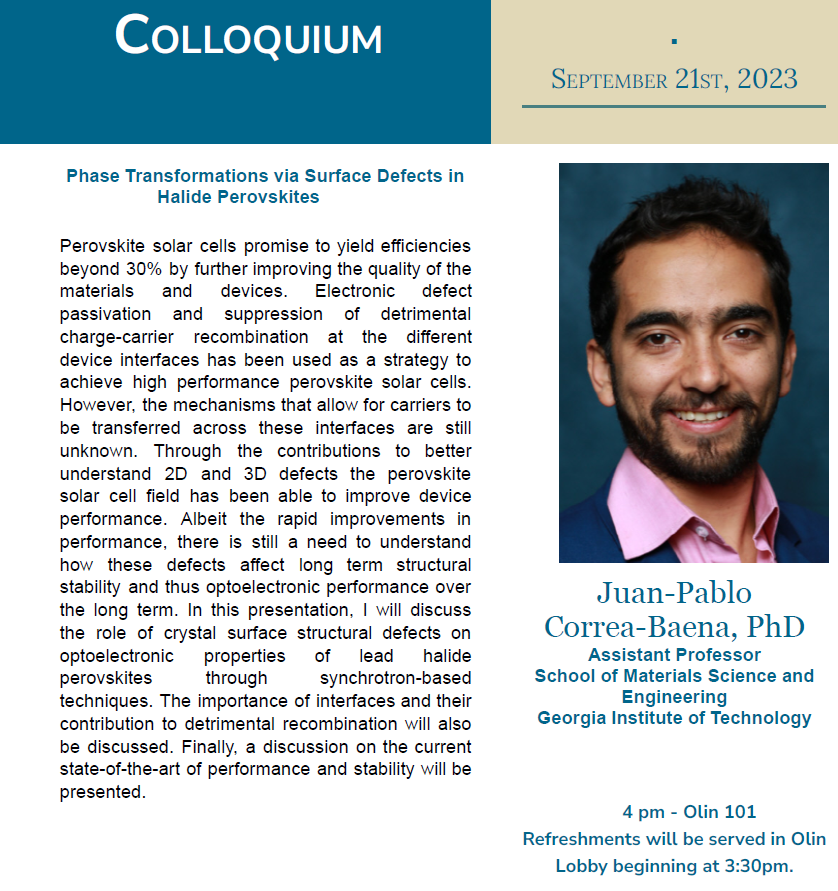 Colloquium
.
September 21st, 2023
Phase Transformations via Surface Defects in
Halide Perovskites
Perovskite solar cells promise to yield efficiencies
beyond 30% by further improving the quality of the
materials and devices. Electronic defect
passivation and suppression of detrimental
charge-carrier recombination at the different
device interfaces has been used as a strategy to
achieve high performance perovskite solar cells.
However, the mechanisms that allow for carriers to
be transferred across these interfaces are still
unknown. Through the contributions to better
understand 2D and 3D defects the perovskite
solar cell field has been able to improve device
performance. Albeit the rapid improvements in
performance, there is still a need to understand
how these defects affect long term structural
stability and thus optoelectronic performance over
the long term. In this presentation, I will discuss
the role of crystal surface structural defects on
optoelectronic properties of lead halide
perovskites through synchrotron-based
techniques. The importance of interfaces and their
contribution to detrimental recombination will also
be discussed. Finally, a discussion on the current
state-of-the-art of performance and stability will be
presented.
Juan-Pablo
Correa-Baena, PhD
Assistant Professor
School of Materials Science and
Engineering
Georgia Institute of Technology
4 pm - Olin 101
Refreshments will be served in Olin
Lobby beginning at 3:30pm.